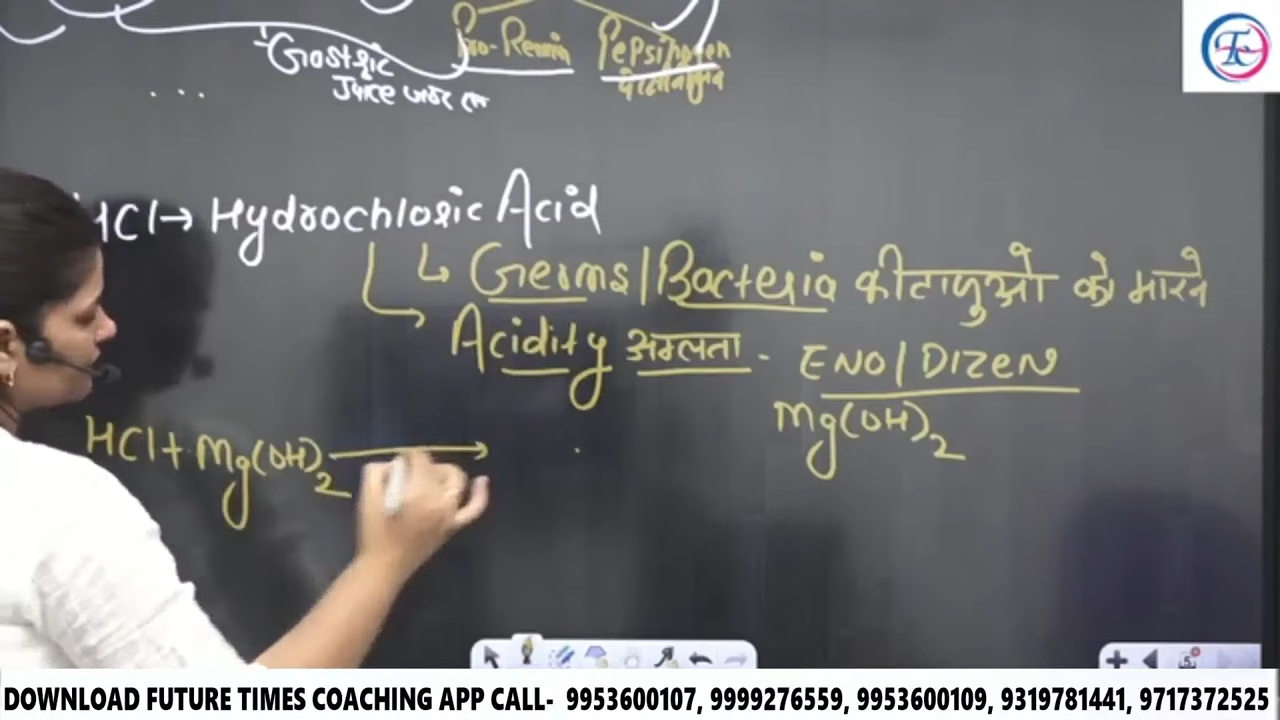 Pro-Renin Pepsinogen
पेप्सिनोजन
Gastric
Juice जठर रस
HCl→ Hydrochloric Acid
↳ Germs/Bacteria कीटाणुओ को मारने
Acidity अम्लता - ENO/DIZEN
Mg(OH)2
HCl + Mg(OH)2 →
DOWNLOAD FUTURE TIMES COACHING APP CALL- 9953600107, 9999276559, 9953600109, 9319781441, 9717372525